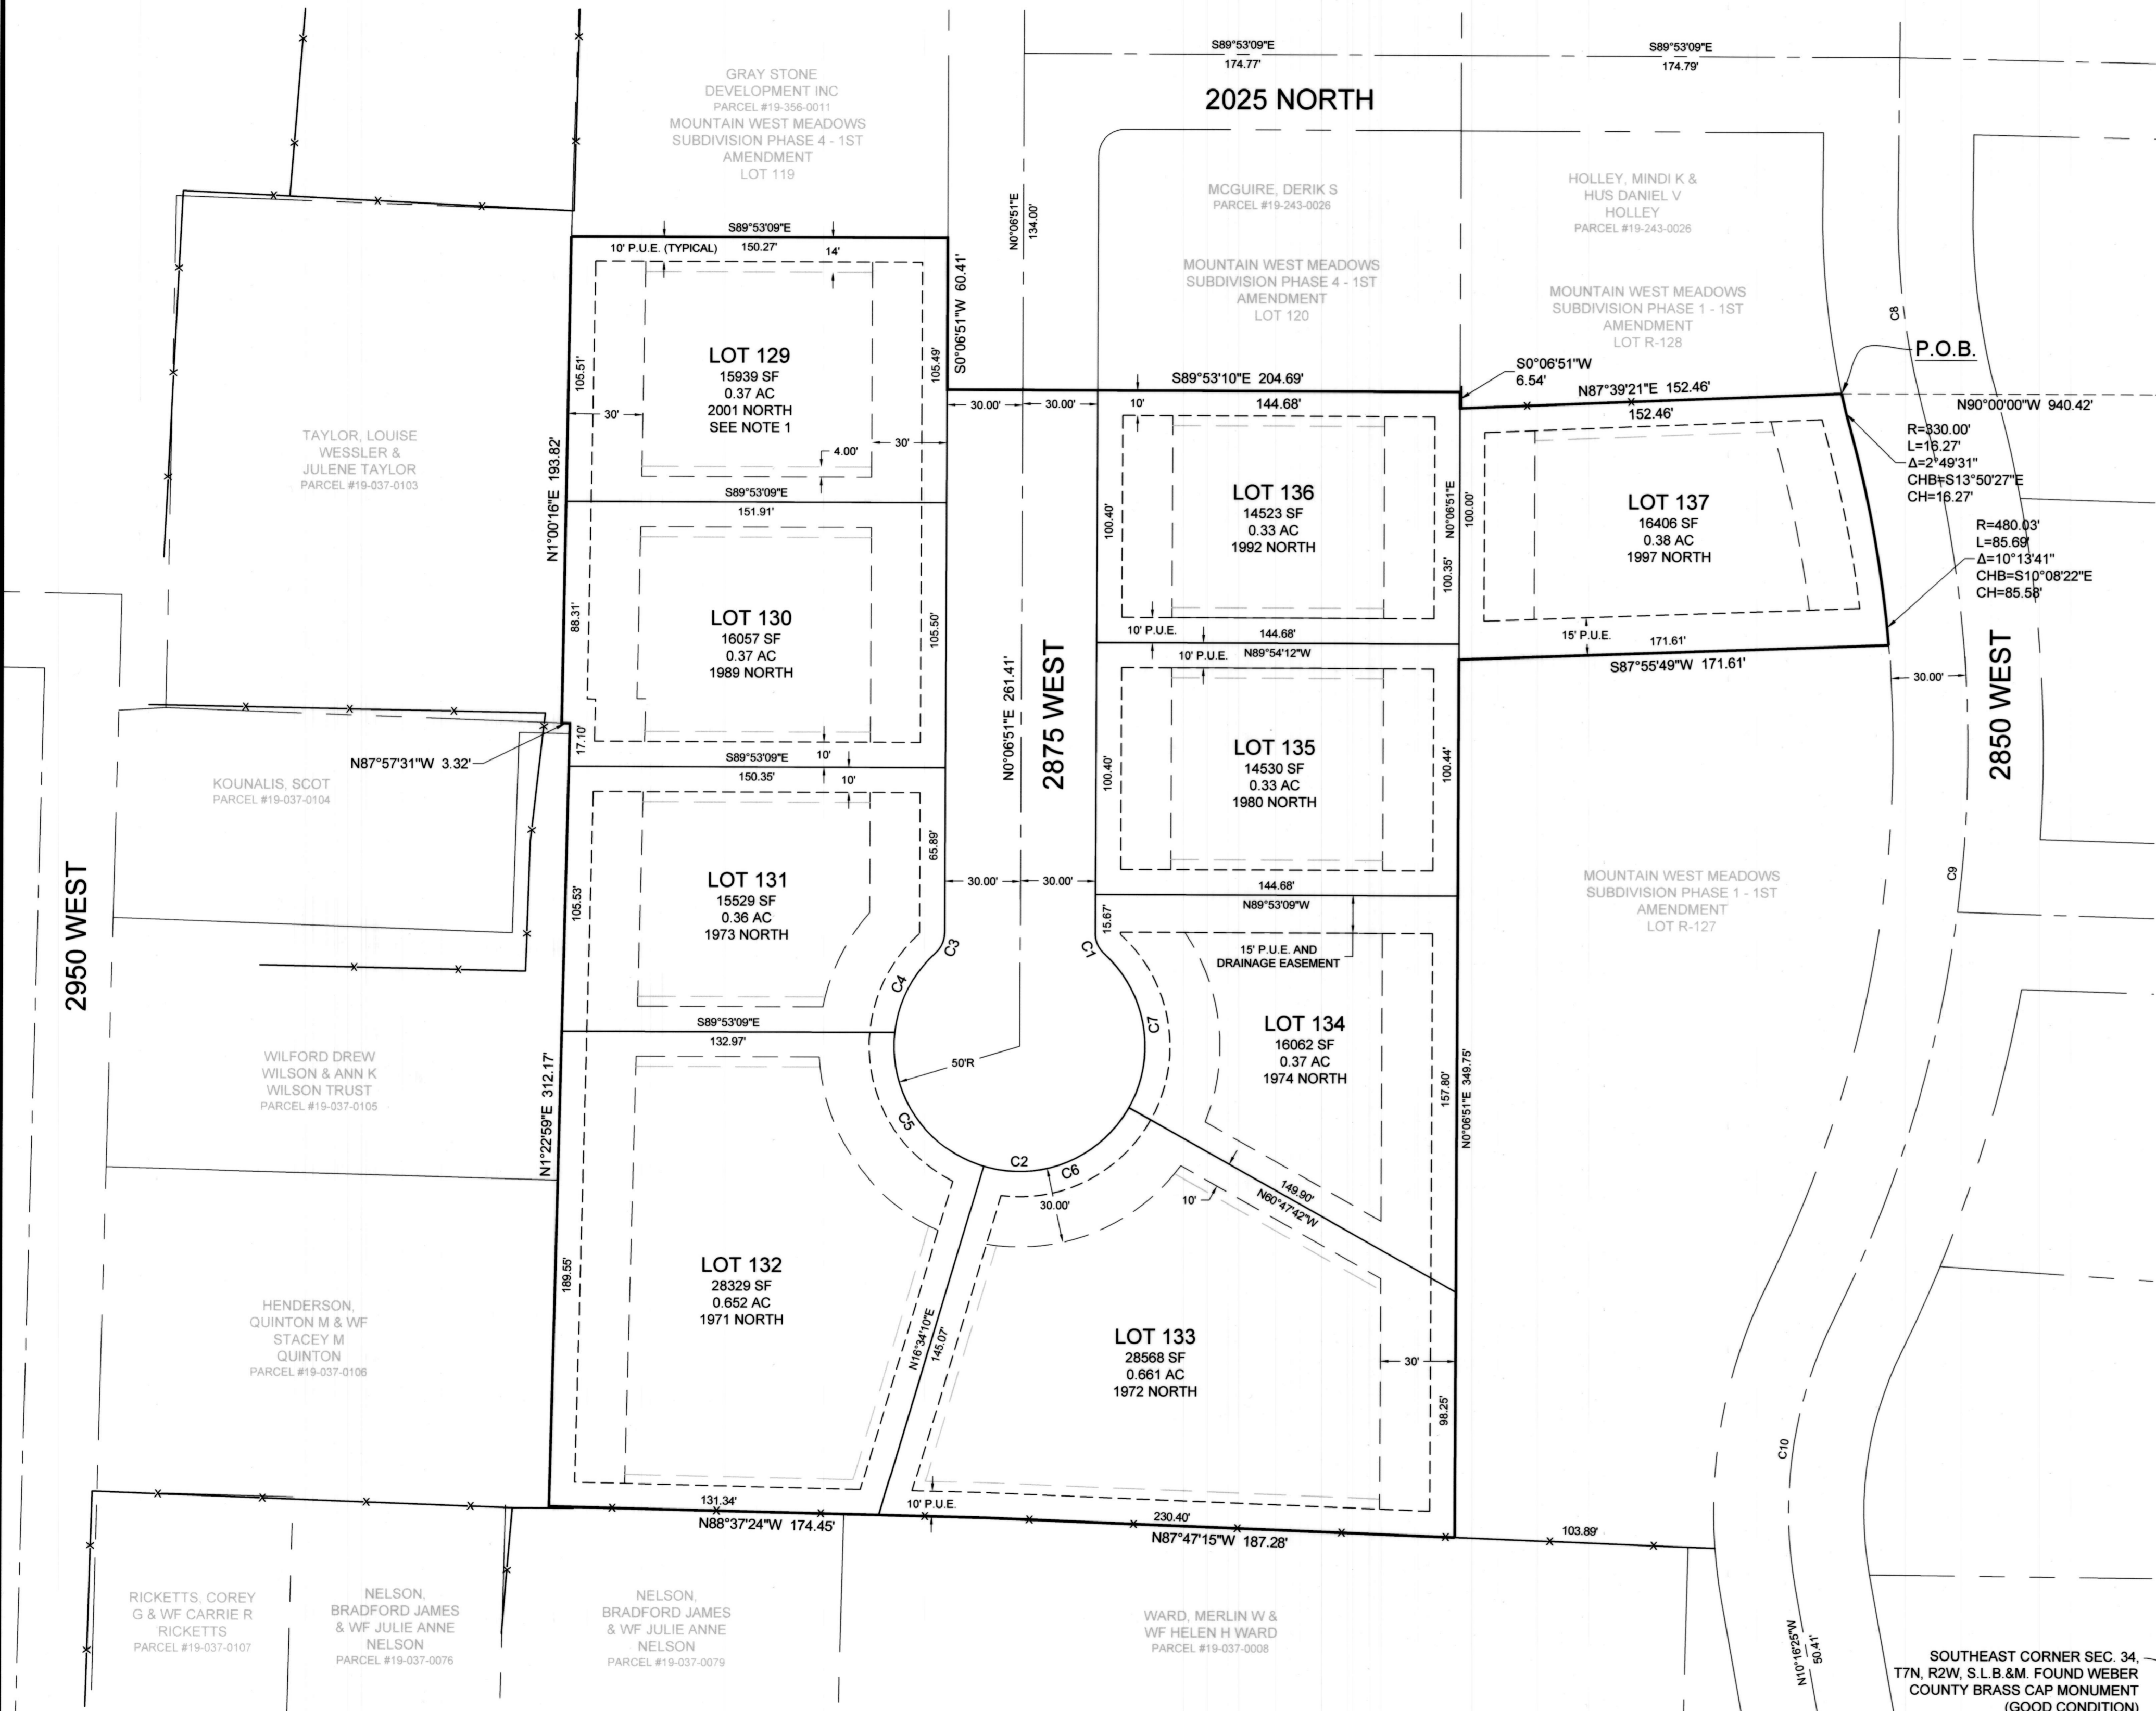 S89°53'09"E
174.77'
S89°53'09"E
174.79'
2025 NORTH
GRAY STONE
DEVELOPMENT INC
PARCEL #19-356-0011
MOUNTAIN WEST MEADOWS
SUBDIVISION PHASE 4 - 1ST
AMENDMENT
LOT 119
N0°06'51"E
134.00'
MCGUIRE, DERIK S
PARCEL #19-243-0026
MOUNTAIN WEST MEADOWS
SUBDIVISION PHASE 4 - 1ST
AMENDMENT
LOT 120
HOLLEY, MINDI K &
HUS DANIEL V
HOLLEY
PARCEL #19-243-0026
MOUNTAIN WEST MEADOWS
SUBDIVISION PHASE 1 - 1ST
AMENDMENT
LOT R-128
C8
P.O.B.
S89°53'09"E
10' P.U.E. (TYPICAL)
150.27'
14'
S0°06'51"W 60.41'
105.51'
105.49'
LOT 129
15939 SF
0.37 AC
2001 NORTH
SEE NOTE 1
30'
30'
4.00'
S89°53'10"E 204.69'
144.68'
30.00'
30.00'
10'
S0°06'51"W
6.54'
N87°39'21"E 152.46'
152.46'
N90°00'00"W 940.42'
R=330.00'
L=16.27'
Δ=2°49'31"
CHB=S13°50'27"E
CH=16.27'
R=480.03'
L=85.69'
Δ=10°13'41"
CHB=S10°08'22"E
CH=85.58'
TAYLOR, LOUISE
WESSLER &
JULENE TAYLOR
PARCEL #19-037-0103
N1°00'16"E 193.82'
S89°53'09"E
151.91'
LOT 136
14523 SF
0.33 AC
1992 NORTH
100.40'
N0°06'51"E
100.00'
100.35'
LOT 137
16406 SF
0.38 AC
1997 NORTH
LOT 130
16057 SF
0.37 AC
1989 NORTH
88.31'
105.50'
10' P.U.E.
144.68'
N89°54'12"W
10' P.U.E.
15' P.U.E.
171.61'
S87°55'49"W 171.61'
30.00'
2850 WEST
2875 WEST
N0°06'51"E 261.41'
17.10'
N87°57'31"W 3.32'
S89°53'09"E
10'
150.35'
10'
LOT 135
14530 SF
0.33 AC
1980 NORTH
100.40'
100.44'
KOUNALIS, SCOT
PARCEL #19-037-0104
2950 WEST
LOT 131
15529 SF
0.36 AC
1973 NORTH
105.53'
65.89'
30.00'
30.00'
144.68'
N89°53'09"W
15.67'
C9
MOUNTAIN WEST MEADOWS
SUBDIVISION PHASE 1 - 1ST
AMENDMENT
LOT R-127
C3
C1
15' P.U.E. AND
DRAINAGE EASEMENT
C4
C7
S89°53'09"E
132.97'
50'R
LOT 134
16062 SF
0.37 AC
1974 NORTH
157.80'
N0°06'51"E 349.75'
WILFORD DREW
WILSON & ANN K
WILSON TRUST
PARCEL #19-037-0105
N1°22'59"E 312.17'
C5
C2
C6
30.00'
10'
149.90'
N60°47'42"W
LOT 132
28329 SF
0.652 AC
1971 NORTH
189.55'
N16°34'10"E
145.07'
HENDERSON,
QUINTON M & WF
STACEY M
QUINTON
PARCEL #19-037-0106
LOT 133
28568 SF
0.661 AC
1972 NORTH
30'
98.25'
C10
131.34'
N88°37'24"W 174.45'
10' P.U.E.
230.40'
N87°47'15"W 187.28'
103.89'
RICKETTS, COREY
G & WF CARRIE R
RICKETTS
PARCEL #19-037-0107
NELSON,
BRADFORD JAMES
& WF JULIE ANNE
NELSON
PARCEL #19-037-0076
NELSON,
BRADFORD JAMES
& WF JULIE ANNE
NELSON
PARCEL #19-037-0079
WARD, MERLIN W &
WF HELEN H WARD
PARCEL #19-037-0008
N10°16'25"W
50.41'
SOUTHEAST CORNER SEC. 34,
T7N, R2W, S.L.B.&M. FOUND WEBER
COUNTY BRASS CAP MONUMENT
(GOOD CONDITION)